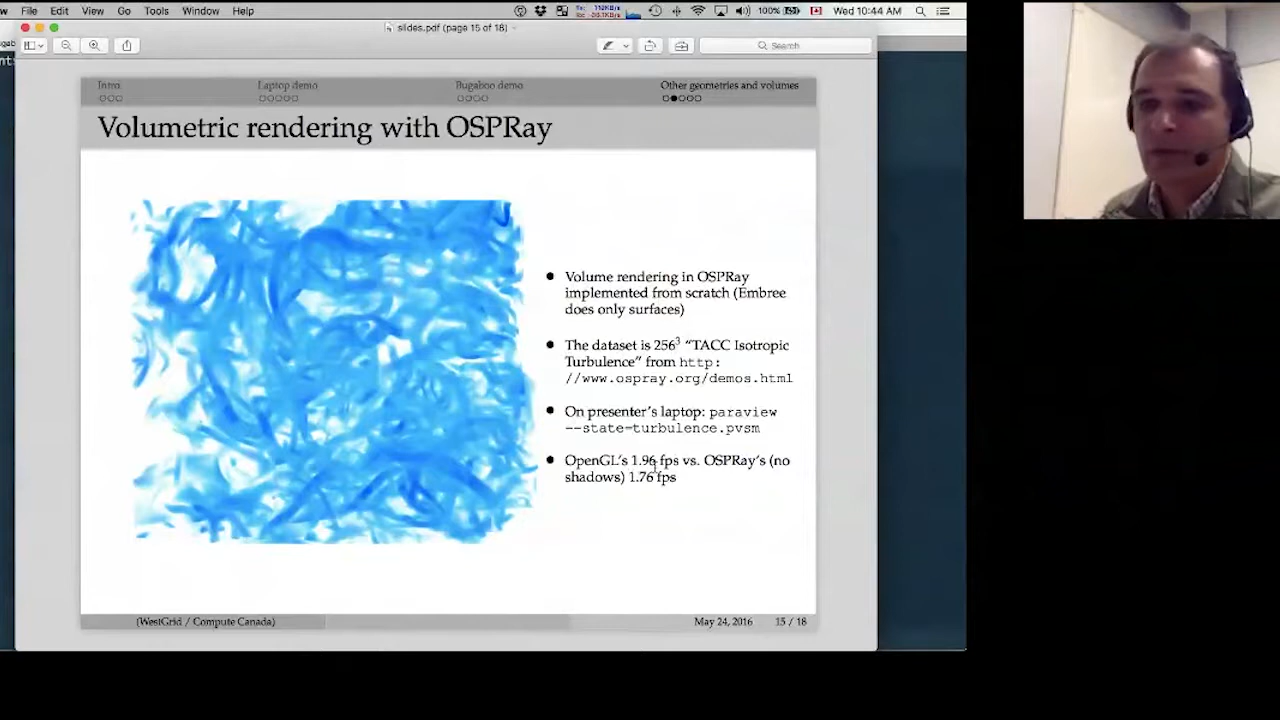 File Edit View Go Tools Window Help 100% Wed 10:44 AM
slides.pdf (page 15 of 18)
Search
Intro Laptop demo Bugaboo demo Other geometries and volumes
Volumetric rendering with OSPRay
• Volume rendering in OSPRay
implemented from scratch (Embree
does only surfaces)
• The dataset is 256³ “TACC Isotropic
Turbulence” from http:
//www.ospray.org/demos.html
• On presenter’s laptop: paraview
--state=turbulence.pvsm
• OpenGL’s 1.96 fps vs. OSPRay’s (no
shadows) 1.76 fps
(WestGrid / Compute Canada) May 24, 2016 15 / 18